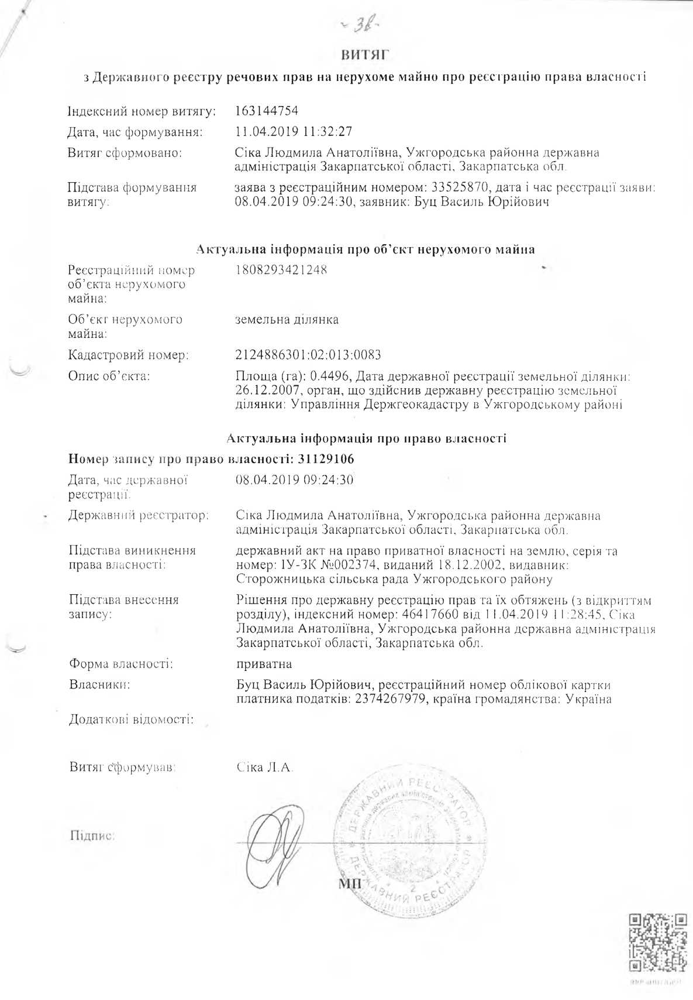 - 38-
ВИТЯГ
з Державного реєстру речових прав на нерухоме майно про реєстрацію права власності
Індексний номер витягу: 163144754
Дата, час формування: 11.04.2019 11:32:27
Витяг сформовано: Сіка Людмила Анатоліївна, Ужгородська районна державна
адміністрація Закарпатської області, Закарпатська обл.
Підстава формування заява з реєстраційним номером: 33525870, дата і час реєстрації заяви:
витягу: 08.04.2019 09:24:30, заявник: Буц Василь Юрійович
Актуальна інформація про об’єкт нерухомого майна
Реєстраційний номер 1808293421248
об’єкта нерухомого
майна:
Об’єкт нерухомого земельна ділянка
майна:
Кадастровий номер: 2124886301:02:013:0083
Опис об’єкта: Площа (га): 0.4496, Дата державної реєстрації земельної ділянки:
26.12.2007, орган, що здійснив державну реєстрацію земельної
ділянки: Управління Держгеокадастру в Ужгородському районі
Актуальна інформація про право власності
Номер запису про право власності: 31129106
Дата, час державної 08.04.2019 09:24:30
реєстрації:
Державний реєстратор: Сіка Людмила Анатоліївна, Ужгородська районна державна
адміністрація Закарпатської області, Закарпатська обл.
Підстава виникнення державний акт на право приватної власності на землю, серія та
права власності: номер: ІУ-ЗК №002374, виданий 18.12.2002, видавник:
Сторожницька сільська рада Ужгородського району
Підстава внесення Рішення про державну реєстрацію прав та їх обтяжень (з відкриттям
запису: розділу), індексний номер: 46417660 від 11.04.2019 11:28:45, Сіка
Людмила Анатоліївна, Ужгородська районна державна адміністрація
Закарпатської області, Закарпатська обл.
Форма власності: приватна
Власники: Буц Василь Юрійович, реєстраційний номер облікової картки
платника податків: 2374267979, країна громадянства: Україна
Додаткові відомості:
Витяг сформував: Сіка Л.А.
Підпис:
МП
ДЕРЖАВНИЙ РЕЄСТРАТОР * ДЕРЖАВНИЙ РЕЄСТРАТОР *
2